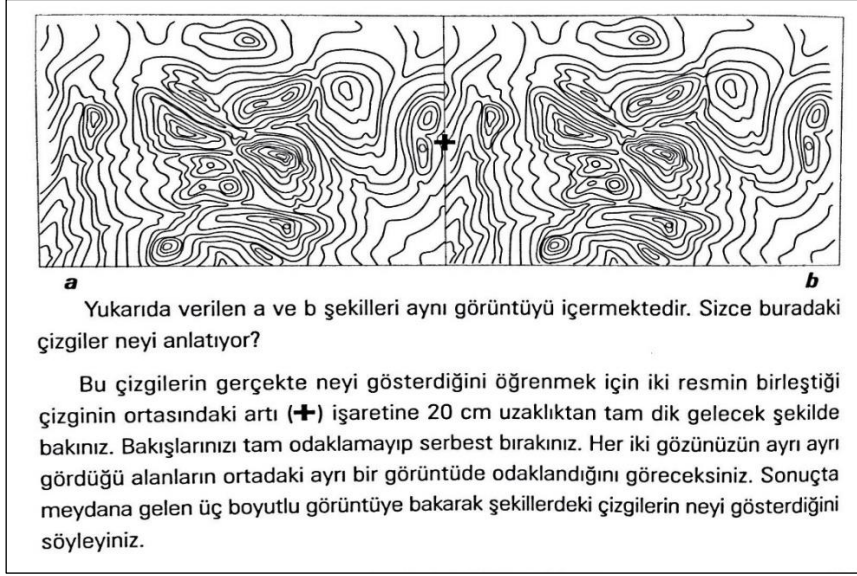 a b
Yukarıda verilen a ve b şekilleri aynı görüntüyü içermektedir. Sizce buradaki
çizgiler neyi anlatıyor?
Bu çizgilerin gerçekte neyi gösterdiğini öğrenmek için iki resmin birleştiği
çizginin ortasındaki artı (+) işaretine 20 cm uzaklıktan tam dik gelecek şekilde
bakınız. Bakışlarınızı tam odaklamayıp serbest bırakınız. Her iki gözünüzün ayrı ayrı
gördüğü alanların ortadaki ayrı bir görüntüde odaklandığını göreceksiniz. Sonuçta
meydana gelen üç boyutlu görüntüye bakarak şekillerdeki çizgilerin neyi gösterdiğini
söyleyiniz.